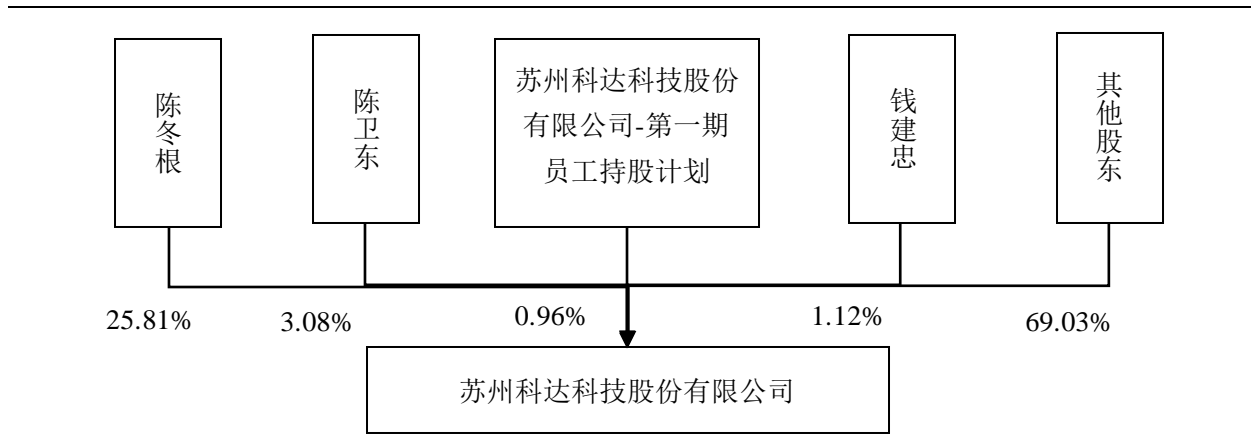 陈冬根
陈卫东
苏州科达科技股份
有限公司-第一期
员工持股计划
钱建忠
其他股东
25.81%
3.08%
0.96%
1.12%
69.03%
苏州科达科技股份有限公司